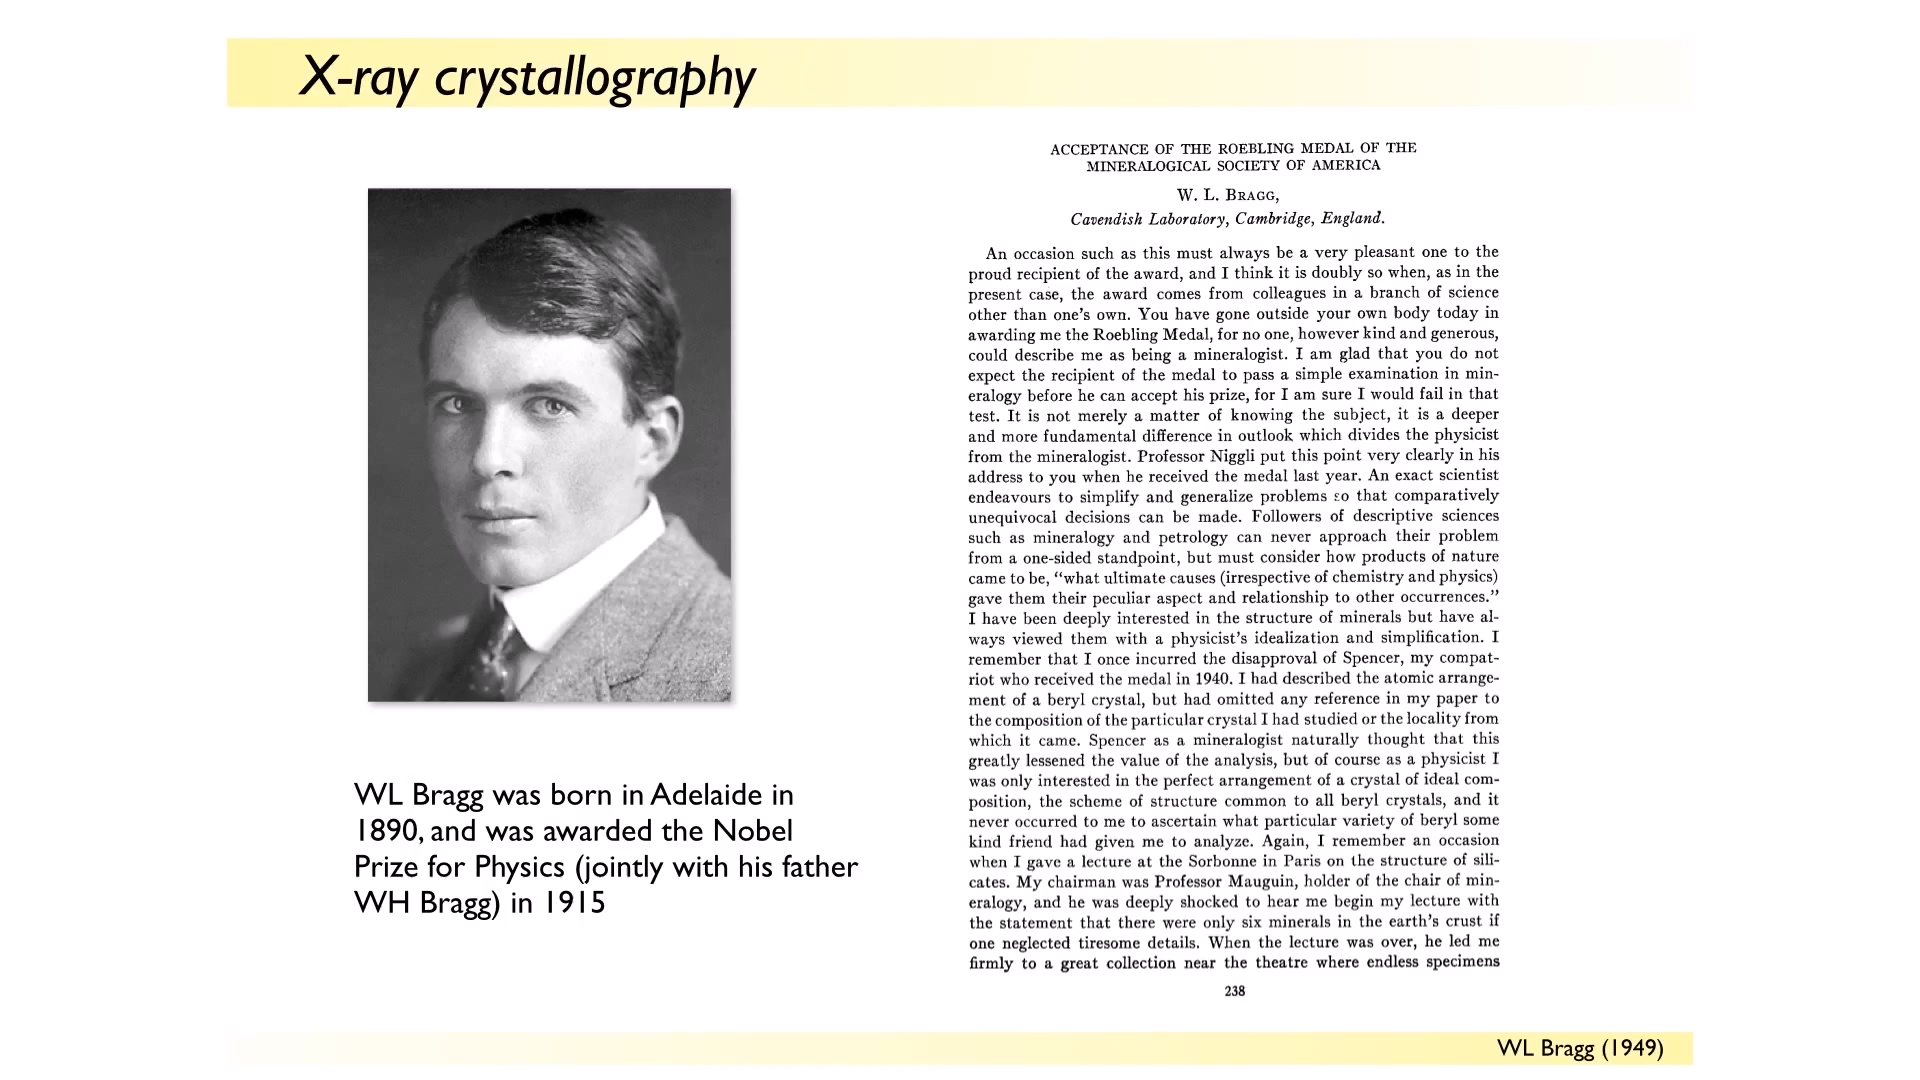 X-ray crystallography
WL Bragg was born in Adelaide in
1890, and was awarded the Nobel
Prize for Physics (jointly with his father
WH Bragg) in 1915
ACCEPTANCE OF THE ROEBLING MEDAL OF THE
MINERALOGICAL SOCIETY OF AMERICA
W. L. BRAGG,
Cavendish Laboratory, Cambridge, England.
An occasion such as this must always be a very pleasant one to the
proud recipient of the award, and I think it is doubly so when, as in the
present case, the award comes from colleagues in a branch of science
other than one's own. You have gone outside your own body today in
awarding me the Roebling Medal, for no one, however kind and generous,
could describe me as being a mineralogist. I am glad that you do not
expect the recipient of the medal to pass a simple examination in min-
eralogy before he can accept his prize, for I am sure I would fail in that
test. It is not merely a matter of knowing the subject, it is a deeper
and more fundamental difference in outlook which divides the physicist
from the mineralogist. Professor Niggli put this point very clearly in his
address to you when he received the medal last year. An exact scientist
endeavours to simplify and generalize problems so that comparatively
unequivocal decisions can be made. Followers of descriptive sciences
such as mineralogy and petrology can never approach their problem
from a one-sided standpoint, but must consider how products of nature
came to be, "what ultimate causes (irrespective of chemistry and physics)
gave them their peculiar aspect and relationship to other occurrences."
I have been deeply interested in the structure of minerals but have al-
ways viewed them with a physicist's idealization and simplification. I
remember that I once incurred the disapproval of Spencer, my compat-
riot who received the medal in 1940. I had described the atomic arrange-
ment of a beryl crystal, but had omitted any reference in my paper to
the composition of the particular crystal I had studied or the locality from
which it came. Spencer as a mineralogist naturally thought that this
greatly lessened the value of the analysis, but of course as a physicist I
was only interested in the perfect arrangement of a crystal of ideal com-
position, the scheme of structure common to all beryl crystals, and it
never occurred to me to ascertain what particular variety of beryl some
kind friend had given me to analyze. Again, I remember an occasion
when I gave a lecture at the Sorbonne in Paris on the structure of sili-
cates. My chairman was Professor Mauguin, holder of the chair of min-
eralogy, and he was deeply shocked to hear me begin my lecture with
the statement that there were only six minerals in the earth's crust if
one neglected tiresome details. When the lecture was over, he led me
firmly to a great collection near the theatre where endless specimens
238
WL Bragg (1949)